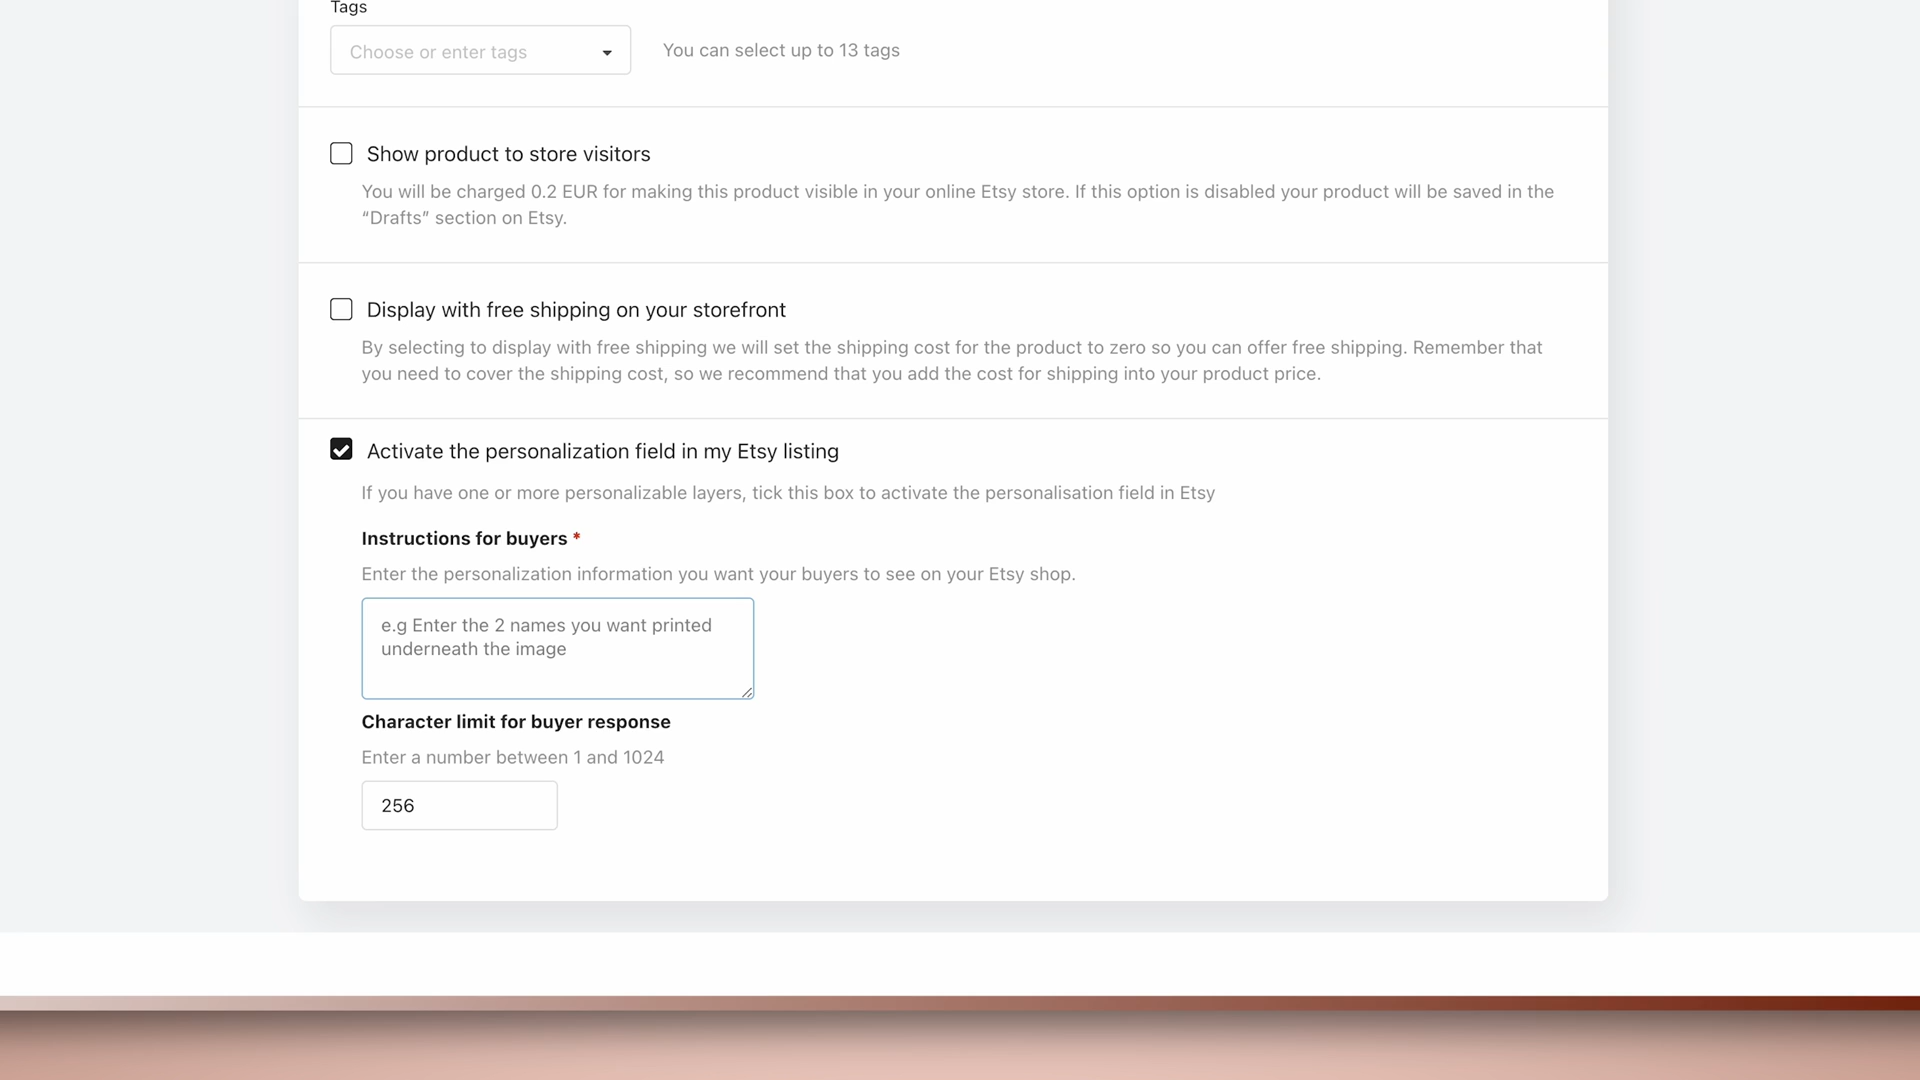 Tags
Choose or enter tags
You can select up to 13 tags
Show product to store visitors
You will be charged 0.2 EUR for making this product visible in your online Etsy store. If this option is disabled your product will be saved in the
“Drafts” section on Etsy.
Display with free shipping on your storefront
By selecting to display with free shipping we will set the shipping cost for the product to zero so you can offer free shipping. Remember that
you need to cover the shipping cost, so we recommend that you add the cost for shipping into your product price.
Activate the personalization field in my Etsy listing
If you have one or more personalizable layers, tick this box to activate the personalisation field in Etsy
Instructions for buyers *
Enter the personalization information you want your buyers to see on your Etsy shop.
e.g Enter the 2 names you want printed
underneath the image
Character limit for buyer response
Enter a number between 1 and 1024
256